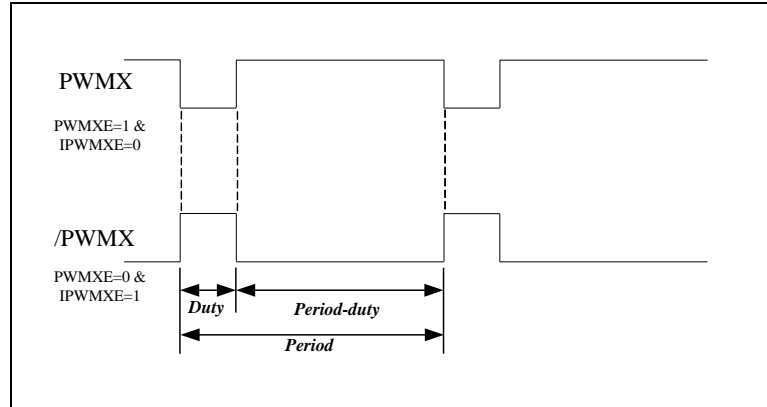 PWMX
PWMXE=1 &
IPWMXE=0
/PWMX
PWMXE=0 &
IPWMXE=1
Duty
Period-duty
Period